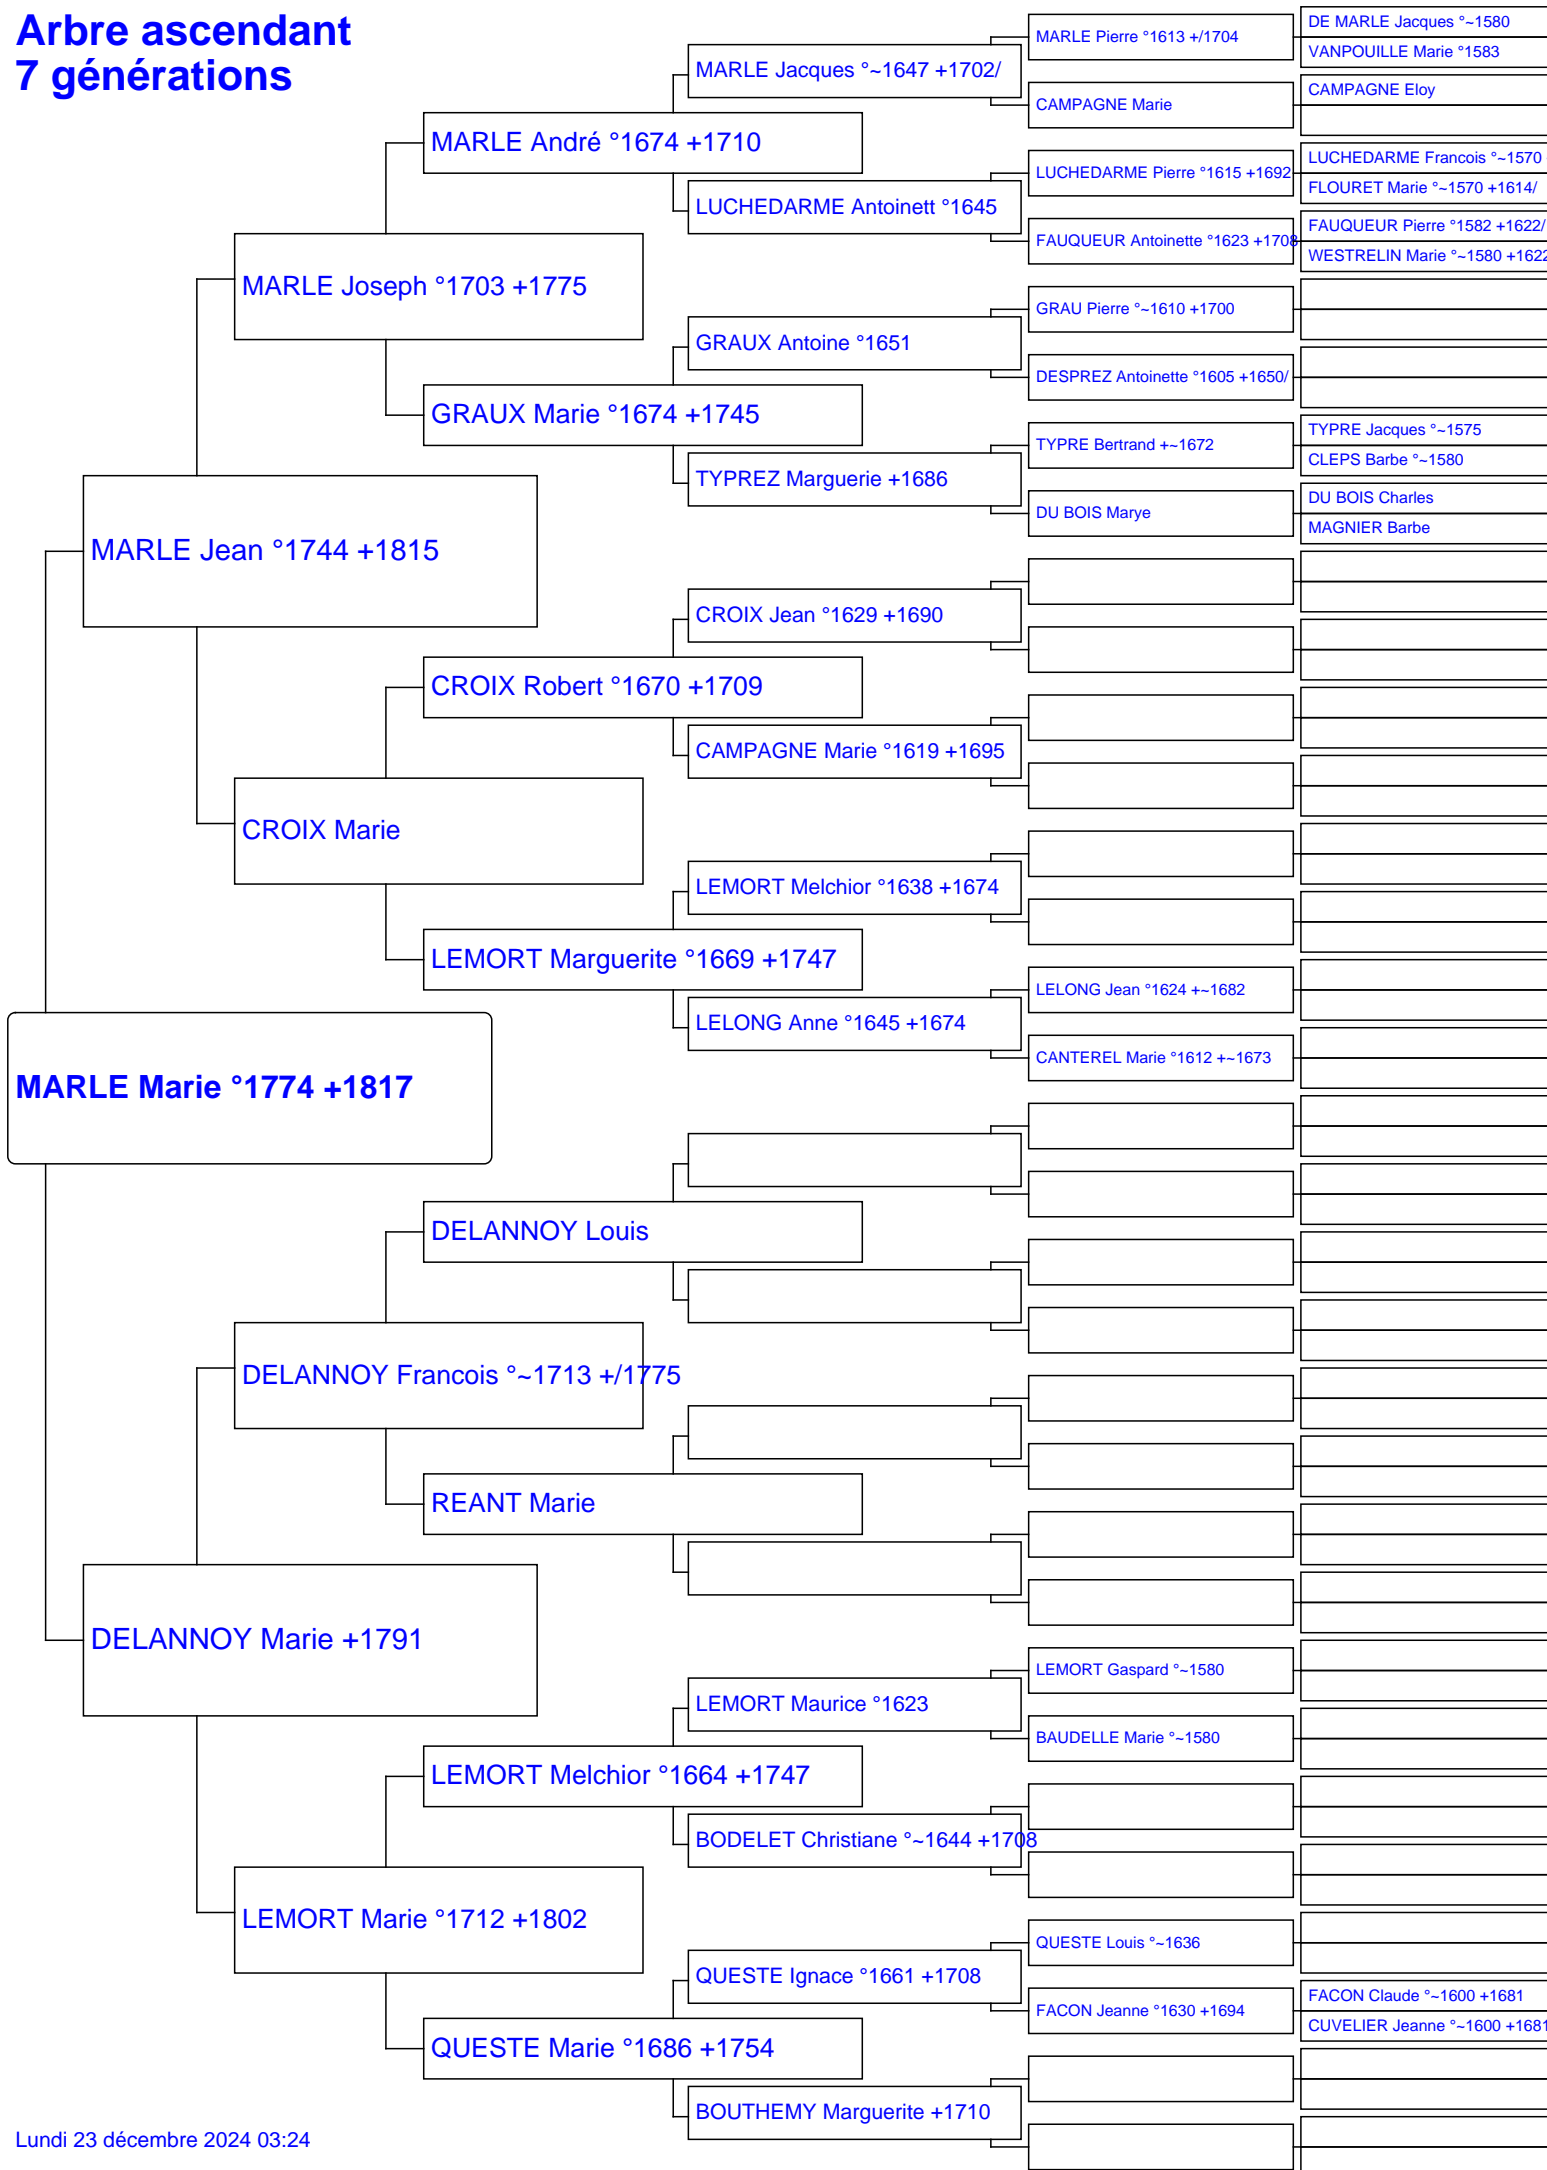 Arbre ascendant
7 générations
MARLE Marie °1774 +1817
MARLE Jean °1744 +1815
DELANNOY Marie +1791
MARLE Joseph °1703 +1775
CROIX Marie
DELANNOY Francois °~1713 +/1775
LEMORT Marie °1712 +1802
MARLE André °1674 +1710
GRAUX Marie °1674 +1745
CROIX Robert °1670 +1709
LEMORT Marguerite °1669 +1747
DELANNOY Louis
REANT Marie
LEMORT Melchior °1664 +1747
QUESTE Marie °1686 +1754
MARLE Jacques °~1647 +1702/
LUCHEDARME Antoinett °1645
GRAUX Antoine °1651
TYPREZ Marguerie +1686
CROIX Jean °1629 +1690
CAMPAGNE Marie °1619 +1695
LEMORT Melchior °1638 +1674
LELONG Anne °1645 +1674
LEMORT Maurice °1623
BODELET Christiane °~1644 +1708
QUESTE Ignace °1661 +1708
BOUTHEMY Marguerite +1710
MARLE Pierre °1613 +/1704
CAMPAGNE Marie
LUCHEDARME Pierre °1615 +1692
FAUQUEUR Antoinette °1623 +1708
GRAU Pierre °~1610 +1700
DESPREZ Antoinette °1605 +1650/
TYPRE Bertrand +~1672
DU BOIS Marye
LELONG Jean °1624 +~1682
CANTEREL Marie °1612 +~1673
LEMORT Gaspard °~1580
BAUDELLE Marie °~1580
QUESTE Louis °~1636
FACON Jeanne °1630 +1694
DE MARLE Jacques °~1580
VANPOUILLE Marie °1583
CAMPAGNE Eloy
LUCHEDARME Francois °~1570
FLOURET Marie °~1570 +1614/
FAUQUEUR Pierre °1582 +1622/
WESTRELIN Marie °~1580 +1622
TYPRE Jacques °~1575
CLEPS Barbe °~1580
DU BOIS Charles
MAGNIER Barbe
FACON Claude °~1600 +1681
CUVELIER Jeanne °~1600 +1681
Lundi 23 décembre 2024 03:24